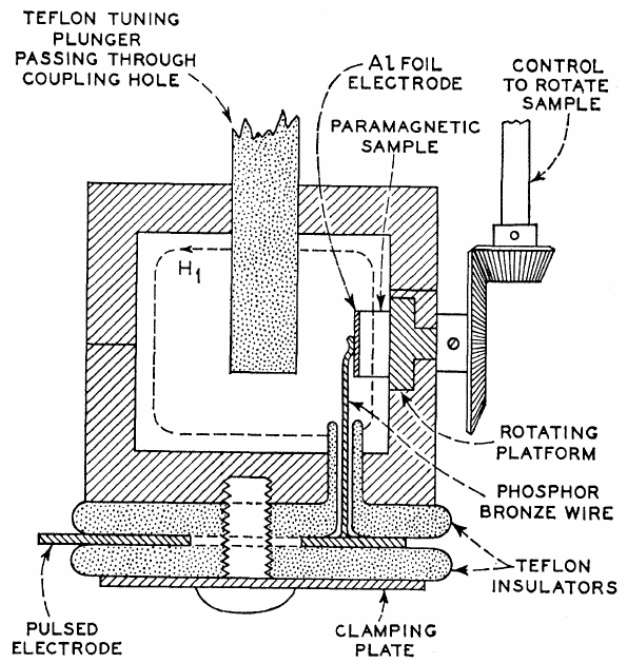 TEFLON TUNING
PLUNGER
PASSING THROUGH
COUPLING HOLE
Al FOIL
ELECTRODE
PARAMAGNETIC
SAMPLE
CONTROL
TO ROTATE
SAMPLE
H1
ROTATING
PLATFORM
PHOSPHOR
BRONZE WIRE
TEFLON
INSULATORS
PULSED
ELECTRODE
CLAMPING
PLATE